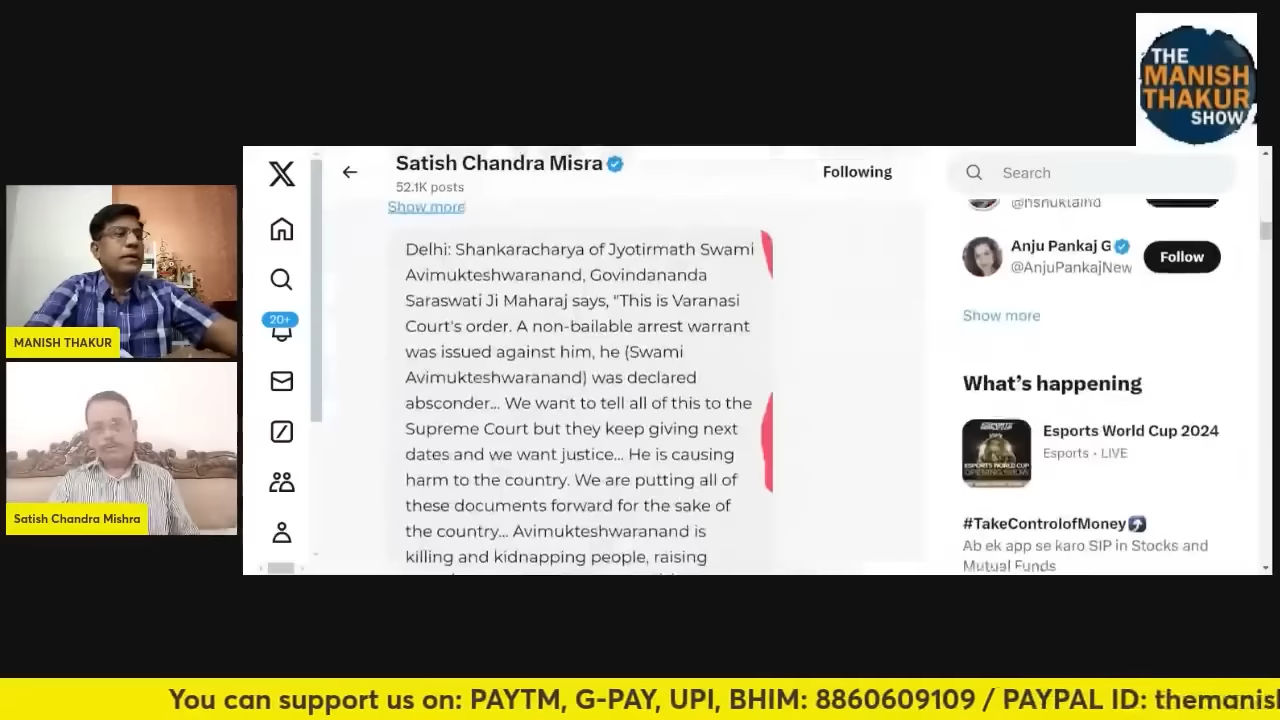 THE
MANISH
THAKUR
SHOW
MANISH THAKUR
Satish Chandra Mishra
20+
Satish Chandra Misra
52.1K posts
Show more
Following
Delhi: Shankaracharya of Jyotirmath Swami
Avimukteshwaranand, Govindananda
Saraswati Ji Maharaj says, "This is Varanasi
Court's order. A non-bailable arrest warrant
was issued against him, he (Swami
Avimukteshwaranand) was declared
absconder... We want to tell all of this to the
Supreme Court but they keep giving next
dates and we want justice... He is causing
harm to the country. We are putting all of
these documents forward for the sake of
the country... Avimukteshwaranand is
killing and kidnapping people, raising
Search
Anju Pankaj G
@AnjuPankajNew
Follow
Show more
What's happening
Esports World Cup 2024
Esports · LIVE
#TakeControlofMoney
Ab ek app se karo SIP in Stocks and
Mutual Funds
You can support us on: PAYTM, G-PAY, UPI, BHIM: 8860609109 / PAYPAL ID: themanis